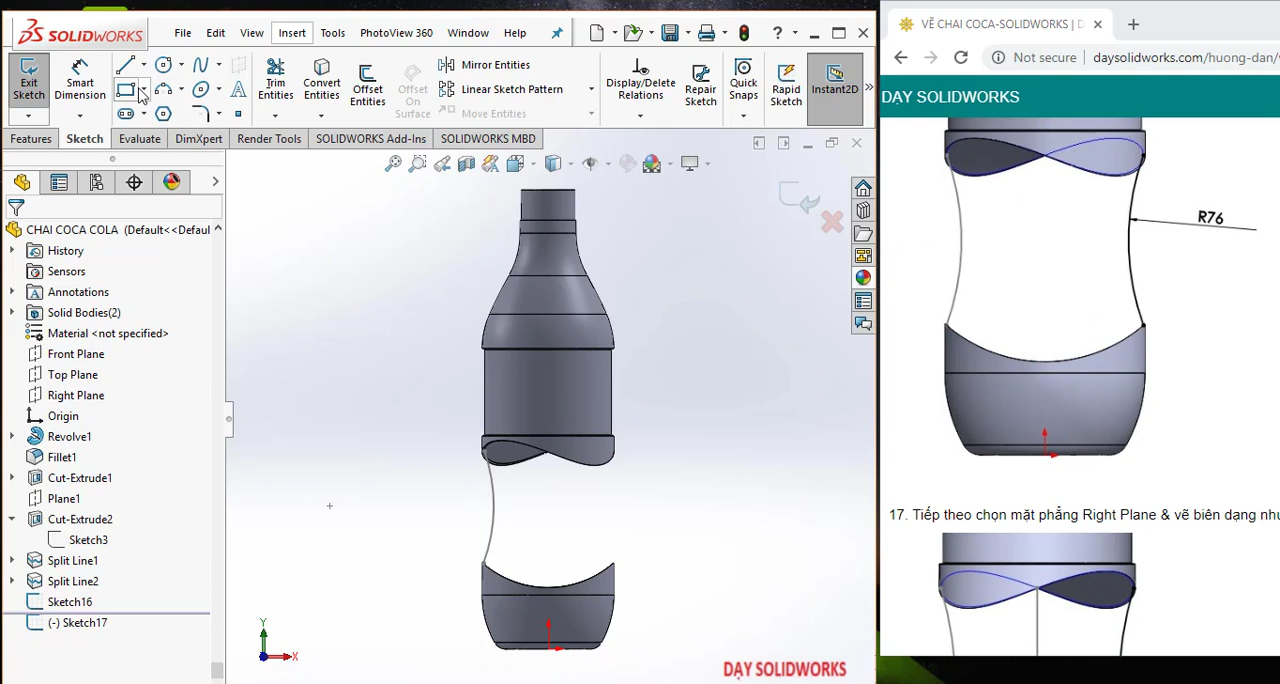 SOLIDWORKS
File
Edit
View
Insert
Tools
PhotoView 360
Window
Help
Exit Sketch
Smart Dimension
Trim Entities
Convert Entities
Offset Entities
Offset On Surface
Mirror Entities
Linear Sketch Pattern
Move Entities
Display/Delete Relations
Repair Sketch
Quick Snaps
Rapid Sketch
Instant2D
Features
Sketch
Evaluate
DimXpert
Render Tools
SOLIDWORKS Add-Ins
SOLIDWORKS MBD
CHAI COCA COLA (Default<<Defaul
History
Sensors
Annotations
Solid Bodies(2)
Material <not specified>
Front Plane
Top Plane
Right Plane
Origin
Revolve1
Fillet1
Cut-Extrude1
Plane1
Cut-Extrude2
Sketch3
Split Line1
Split Line2
Sketch16
(-) Sketch17
Y
X
DẠY SOLIDWORKS
VẼ CHAI COCA-SOLIDWORKS | D
Not secure
daysolidworks.com/huong-dan/
DẠY SOLIDWORKS
R76
17. Tiếp theo chọn mặt phẳng Right Plane & vẽ biên dạng như